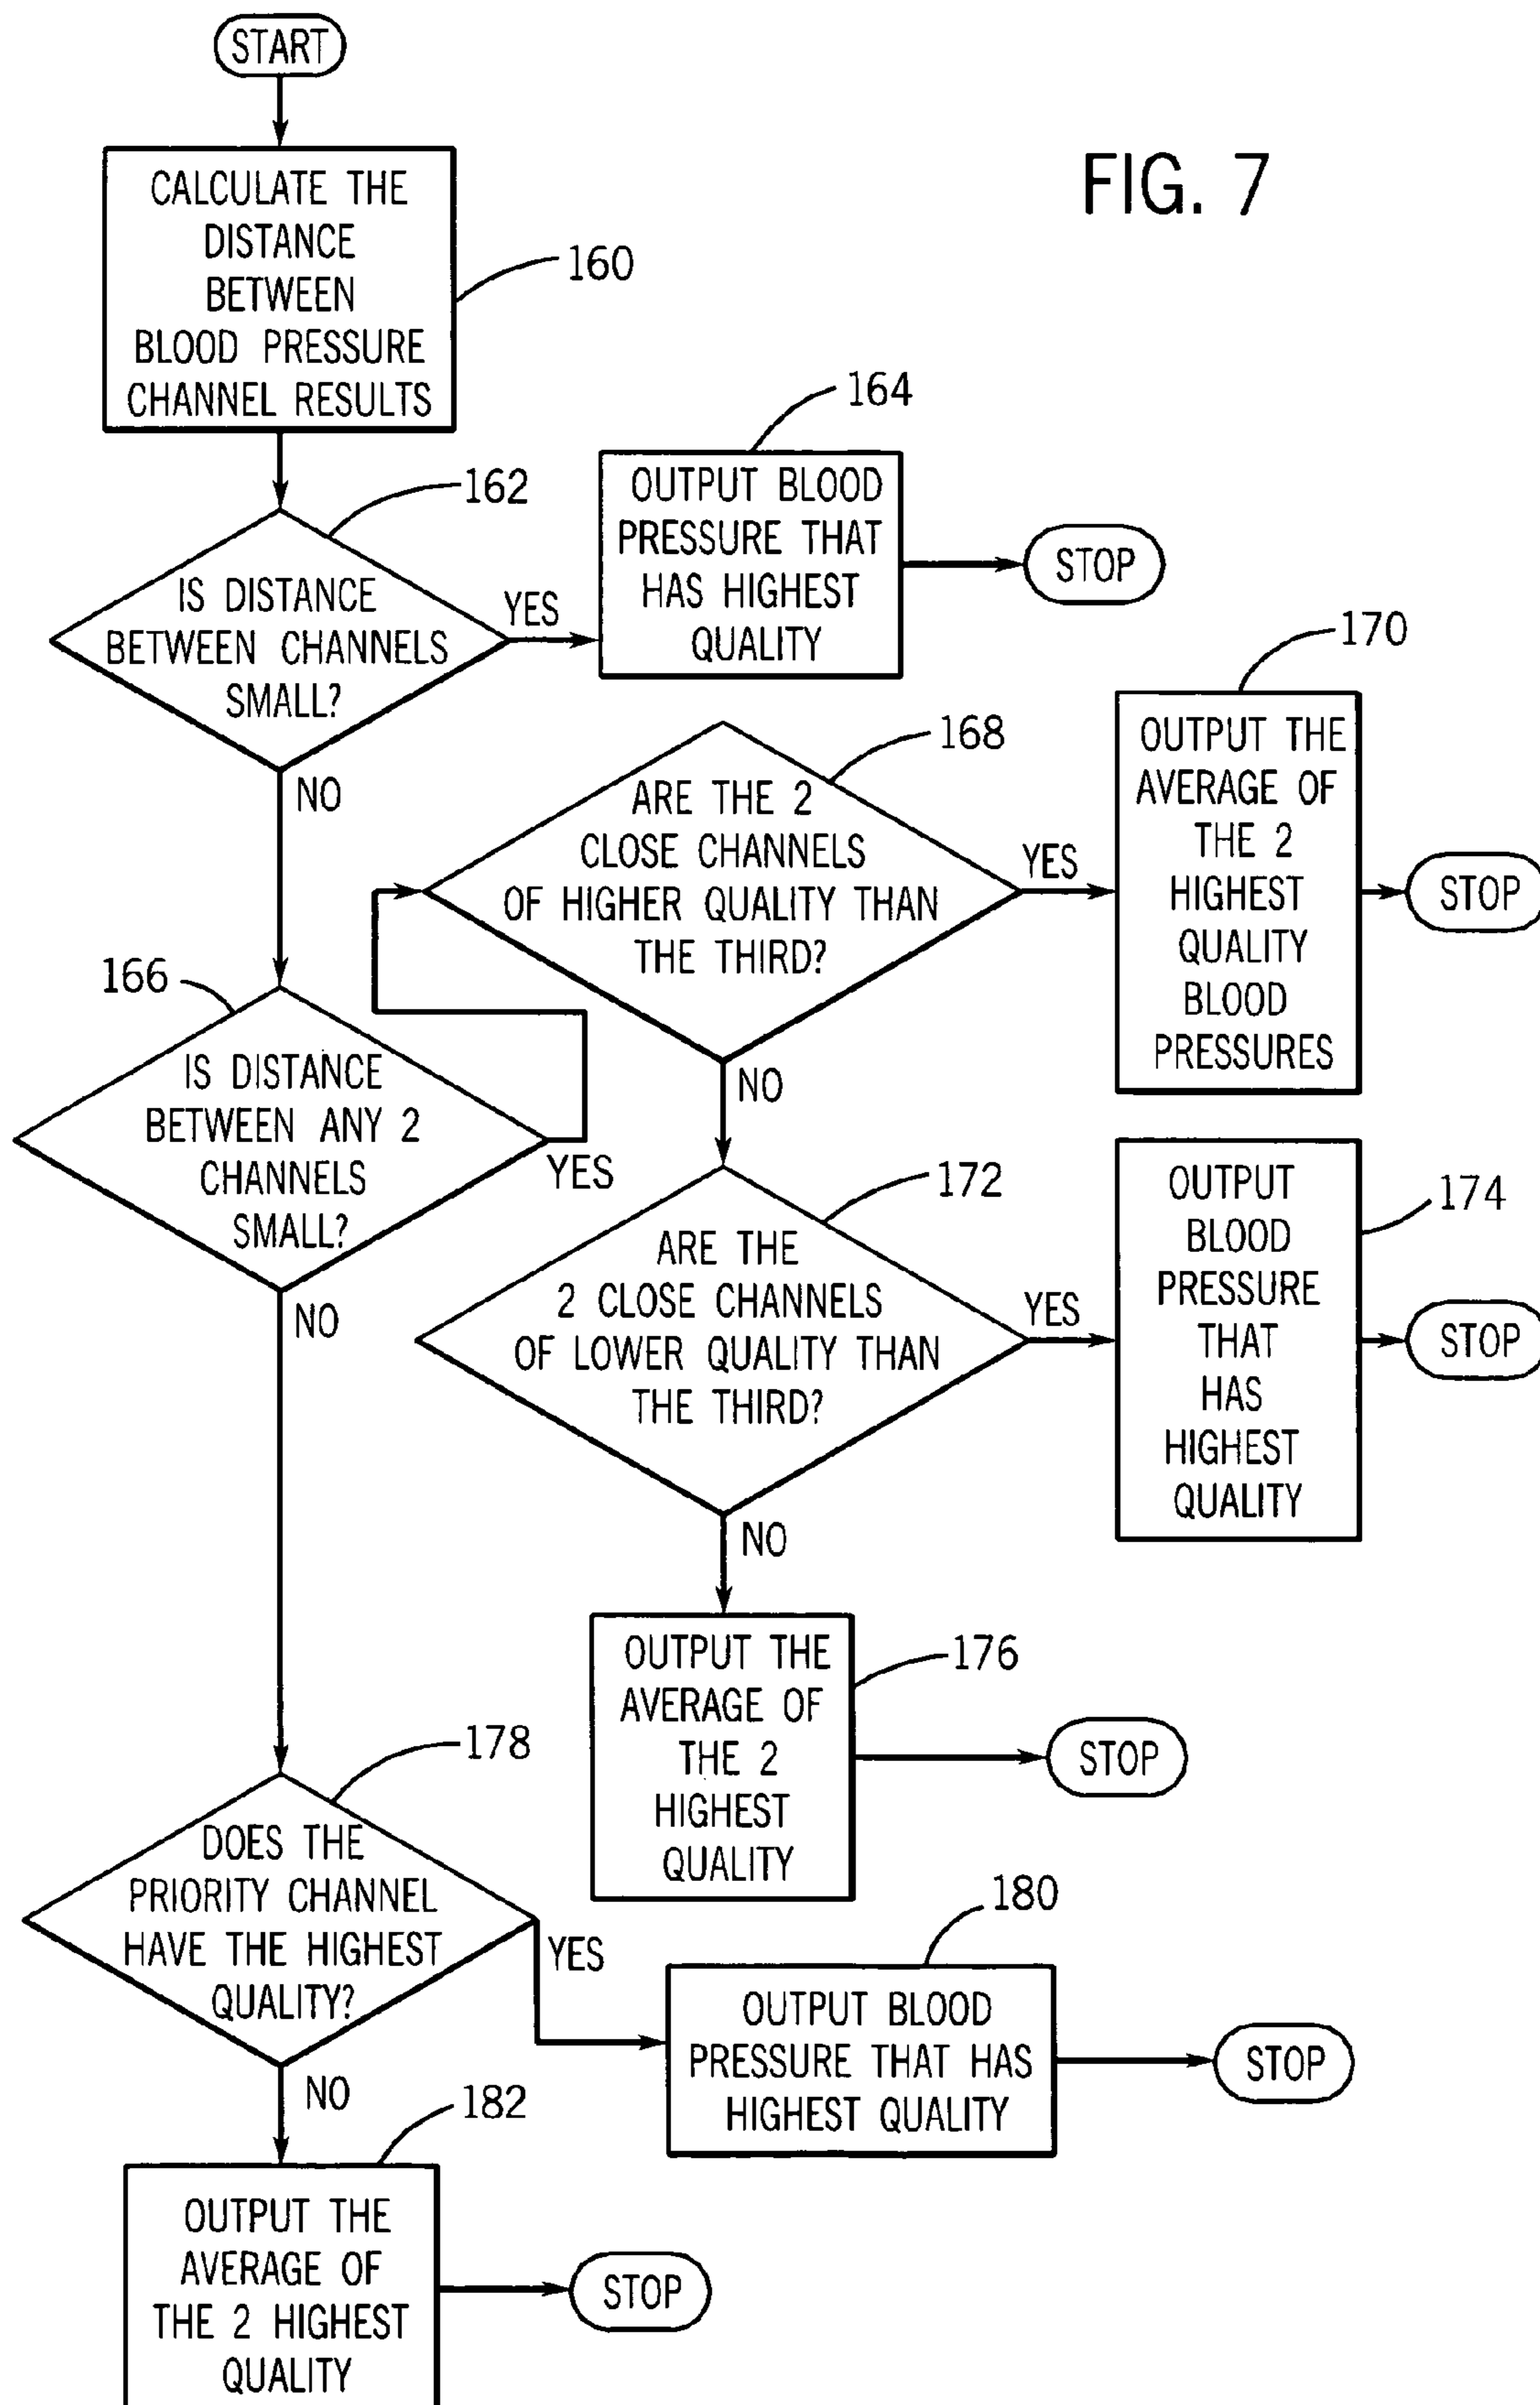 START
FIG. 7
CALCULATE THE
DISTANCE
BETWEEN
BLOOD PRESSURE
CHANNEL RESULTS
160
162
IS DISTANCE
BETWEEN CHANNELS
SMALL?
YES
NO
164
OUTPUT BLOOD
PRESSURE THAT
HAS HIGHEST
QUALITY
STOP
166
IS DISTANCE
BETWEEN ANY 2
CHANNELS
SMALL?
YES
NO
168
ARE THE 2
CLOSE CHANNELS
OF HIGHER QUALITY THAN
THE THIRD?
YES
NO
170
OUTPUT THE
AVERAGE OF
THE 2
HIGHEST
QUALITY
BLOOD
PRESSURES
STOP
172
ARE THE
2 CLOSE CHANNELS
OF LOWER QUALITY THAN
THE THIRD?
YES
NO
174
OUTPUT
BLOOD
PRESSURE
THAT
HAS
HIGHEST
QUALITY
STOP
176
OUTPUT THE
AVERAGE OF
THE 2
HIGHEST
QUALITY
STOP
178
DOES THE
PRIORITY CHANNEL
HAVE THE HIGHEST
QUALITY?
YES
NO
180
OUTPUT BLOOD
PRESSURE THAT HAS
HIGHEST QUALITY
STOP
182
OUTPUT THE
AVERAGE OF
THE 2 HIGHEST
QUALITY
STOP